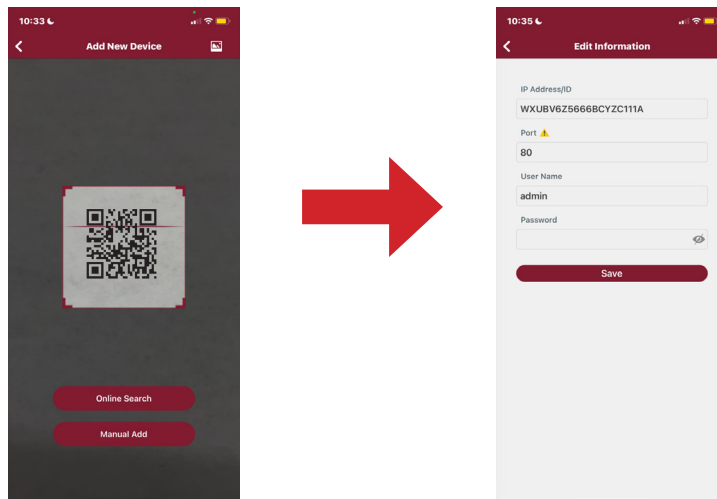 10:33
Add New Device
Online Search
Manual Add
10:35
Edit Information
IP Address/ID
WXUBV6Z5666BCYZC111A
Port
80
User Name
admin
Password
Save